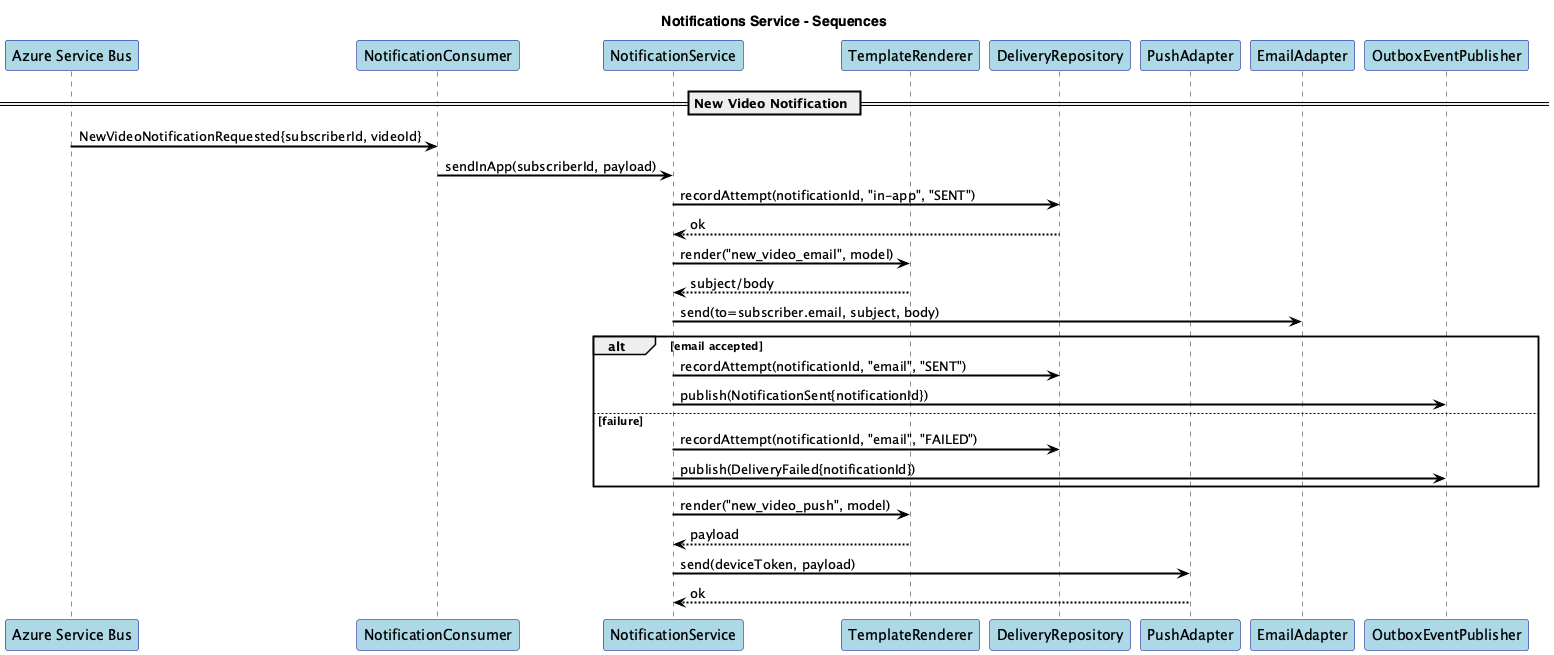 Notifications Service - Sequences
Azure Service Bus NotificationConsumer NotificationService TemplateRenderer DeliveryRepository PushAdapter EmailAdapter OutboxEventPublisher
New Video Notification
NewVideoNotificationRequested{subscriberId, videoId}
sendInApp(subscriberId, payload)
recordAttempt(notificationId, "in-app", "SENT")
ok
render("new_video_email", model)
subject/body
send(to=subscriber.email, subject, body)
alt [email accepted]
recordAttempt(notificationId, "email", "SENT")
publish(NotificationSent{notificationId})
[failure]
recordAttempt(notificationId, "email", "FAILED")
publish(DeliveryFailed{notificationId})
render("new_video_push", model)
payload
send(deviceToken, payload)
ok
Azure Service Bus NotificationConsumer NotificationService TemplateRenderer DeliveryRepository PushAdapter EmailAdapter OutboxEventPublisher